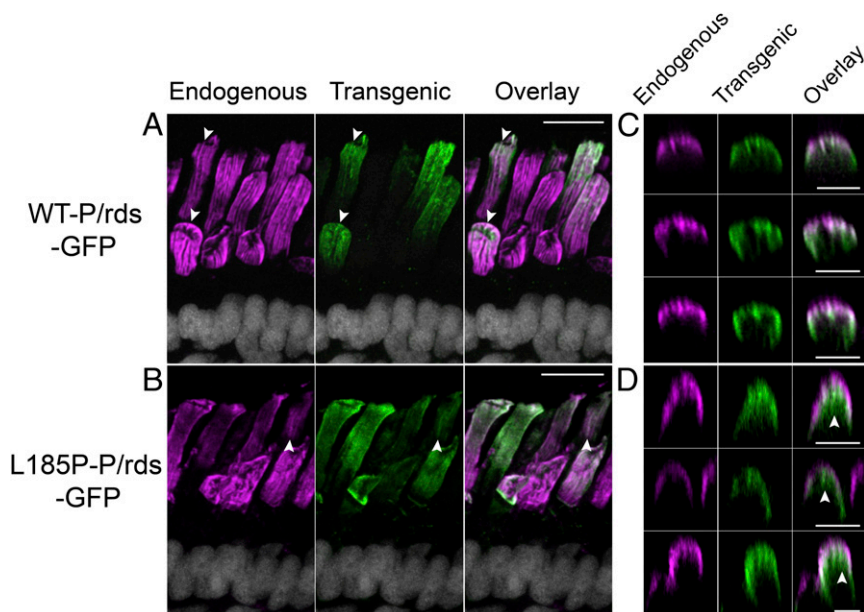 Endogenous Transgenic Overlay
Endogenous
Transgenic
Overlay
A
C
WT-P/rds
-GFP
B
D
L185P-P/rds
-GFP